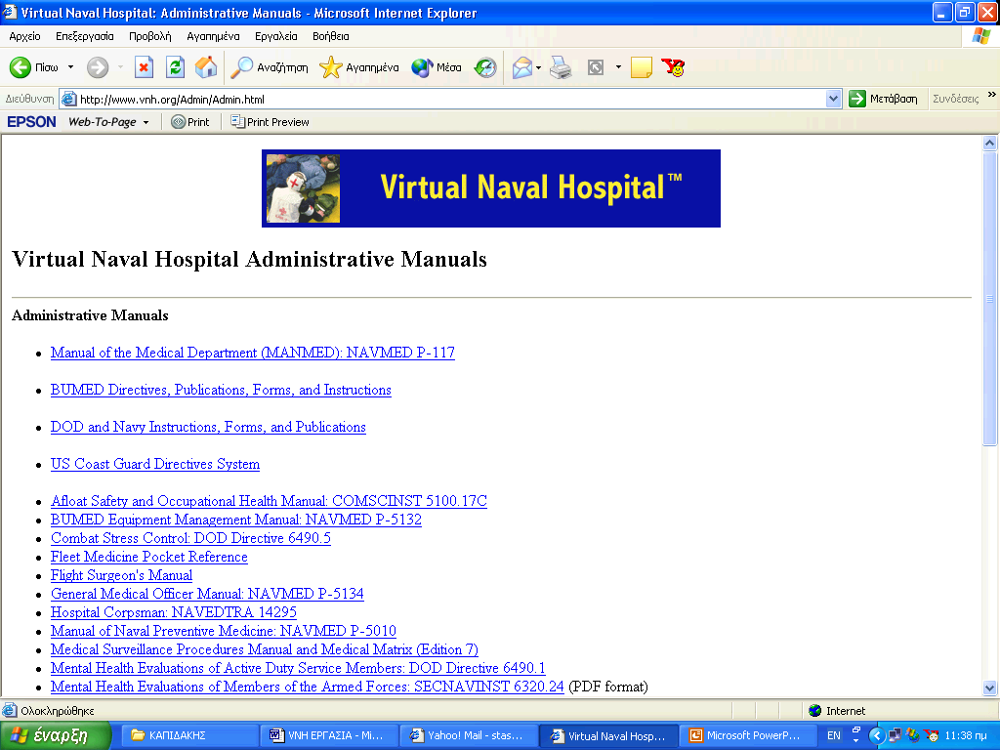 Virtual Naval Hospital: Administrative Manuals - Microsoft Internet Explorer
Αρχείο Επεξεργασία Προβολή Αγαπημένα Εργαλεία Βοήθεια
Πίσω Αναζήτηση Αγαπημένα Μέσα
Διεύθυνση http://www.vnh.org/Admin/Admin.html Μετάβαση Συνδέσεις »
EPSON Web-To-Page Print Print Preview
Virtual Naval Hospital™
Virtual Naval Hospital Administrative Manuals
Administrative Manuals
Manual of the Medical Department (MANMED): NAVMED P-117
BUMED Directives, Publications, Forms, and Instructions
DOD and Navy Instructions, Forms, and Publications
US Coast Guard Directives System
Afloat Safety and Occupational Health Manual: COMSCINST 5100.17C
BUMED Equipment Management Manual: NAVMED P-5132
Combat Stress Control: DOD Directive 6490.5
Fleet Medicine Pocket Reference
Flight Surgeon's Manual
General Medical Officer Manual: NAVMED P-5134
Hospital Corpsman: NAVEDTRA 14295
Manual of Naval Preventive Medicine: NAVMED P-5010
Medical Surveillance Procedures Manual and Medical Matrix (Edition 7)
Mental Health Evaluations of Active Duty Service Members: DOD Directive 6490.1
Mental Health Evaluations of Members of the Armed Forces: SECNAVINST 6320.24 (PDF format)
Ολοκληρώθηκε Internet
έναρξη ΚΑΠΙΔΑΚΗΣ VNH ΕΡΓΑΣΙΑ - Mi... Yahoo! Mail - stas... Virtual Naval Hosp... Microsoft PowerP... EN 11:38 πμ